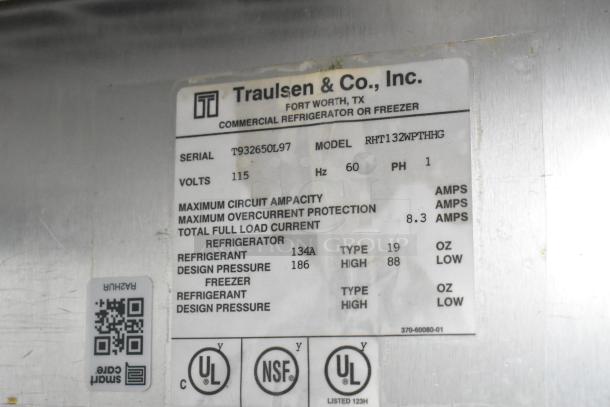 Traulsen & Co., Inc.
FORT WORTH, TX
COMMERCIAL REFRIGERATOR OR FREEZER
SERIAL T932650L97 MODEL RHT132WPTHHG
VOLTS 115 Hz 60 PH 1
MAXIMUM CIRCUIT AMPACITY AMPS
MAXIMUM OVERCURRENT PROTECTION AMPS
TOTAL FULL LOAD CURRENT 8.3 AMPS
REFRIGERATOR
REFRIGERANT 134A TYPE 19 OZ
DESIGN PRESSURE 186 HIGH 88 LOW
FREEZER
REFRIGERANT TYPE OZ
DESIGN PRESSURE HIGH LOW
370-60080-01
C UL y
NSF® y
UL y
LISTED 123H
RA2HUR
smart
care